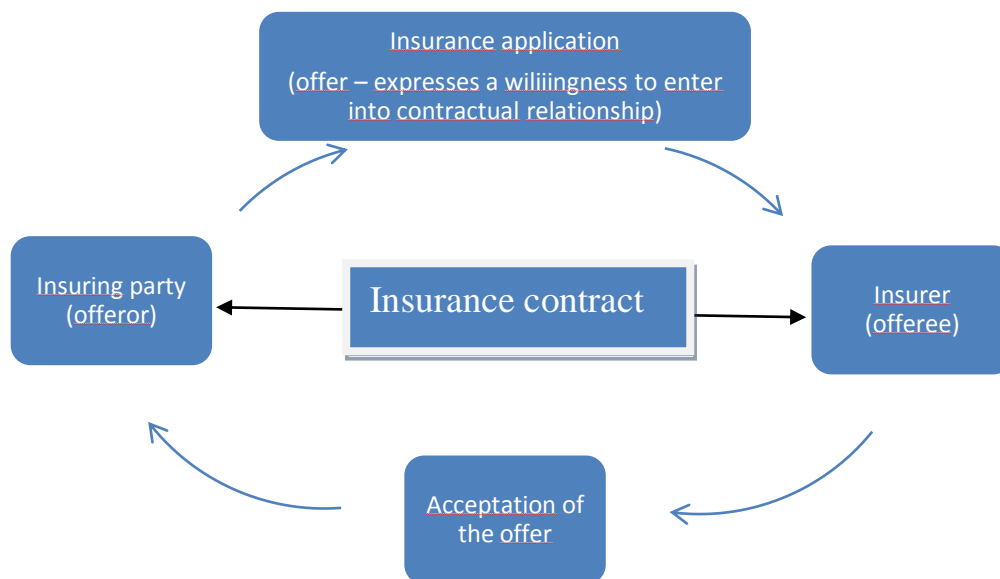 Insurance application
(offer – expresses a wiliiingness to enter
into contractual relationship)
Insuring party
(offeror)
Insurance contract
Insurer
(offeree)
Acceptation of
the offer